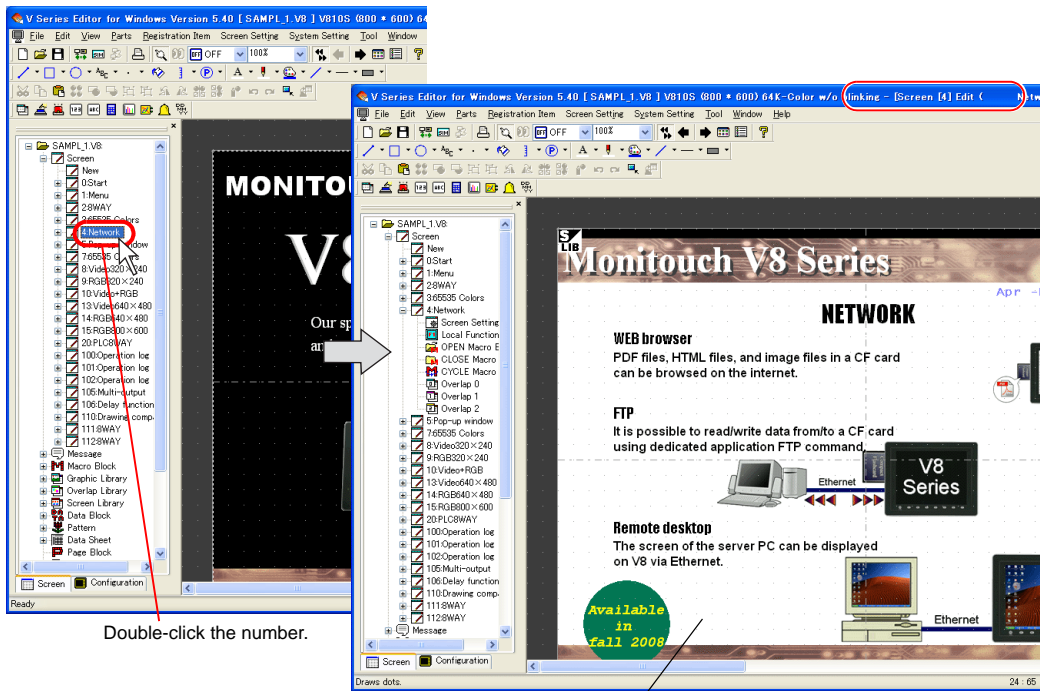 V Series Editor for Windows Version 5.40 [ SAMPL_1.V8 ] V810S (800 * 600) 64
File Edit View Parts Registration Item Screen Setting System Setting Tool Window
OFF 100%
SAMPL_1.V8
Screen
New
0:Start
1:Menu
2:8WAY
3:65535 Colors
4:Network
5:Pop-up window
7:65535 Colors
8:Video320×240
9:RGB320×240
10:Video+RGB
13:Video640×480
14:RGB640×480
15:RGB800×600
20:PLC8WAY
100:Operation log
101:Operation log
102:Operation log
105:Multi-output
106:Delay function
110:Drawing comp
111:8WAY
112:8WAY
Message
Macro Block
Graphic Library
Overlap Library
Screen Library
Data Block
Pattern
Data Sheet
Page Block
Screen Configuration
Ready
MONITO
V8
Our sp
an
Double-click the number.
V Series Editor for Windows Version 5.40 [ SAMPL_1.V8 ] V810S (800 * 600) 64K-Color w/o blinking - [Screen [4] Edit ( Netw
File Edit View Parts Registration Item Screen Setting System Setting Tool Window Help
OFF 100%
SAMPL_1.V8
Screen
New
0:Start
1:Menu
2:8WAY
3:65535 Colors
4:Network
Screen Setting
Local Function
OPEN Macro E
CLOSE Macro
CYCLE Macro
Overlap 0
Overlap 1
Overlap 2
5:Pop-up window
7:65535 Colors
8:Video320×240
9:RGB320×240
10:Video+RGB
13:Video640×480
14:RGB640×480
15:RGB800×600
20:PLC8WAY
100:Operation log
101:Operation log
102:Operation log
105:Multi-output
106:Delay function
110:Drawing comp
111:8WAY
112:8WAY
Message
Screen Configuration
Draws dots.
24 : 65
S LIB
Monitouch V8 Series
Apr -
NETWORK
WEB browser
PDF files, HTML files, and image files in a CF card
can be browsed on the internet.
FTP
It is possible to read/write data from/to a CF card
using dedicated application FTP command.
Ethernet
V8
Series
Remote desktop
The screen of the server PC can be displayed
on V8 via Ethernet.
Available
in
fall 2008
Ethernet